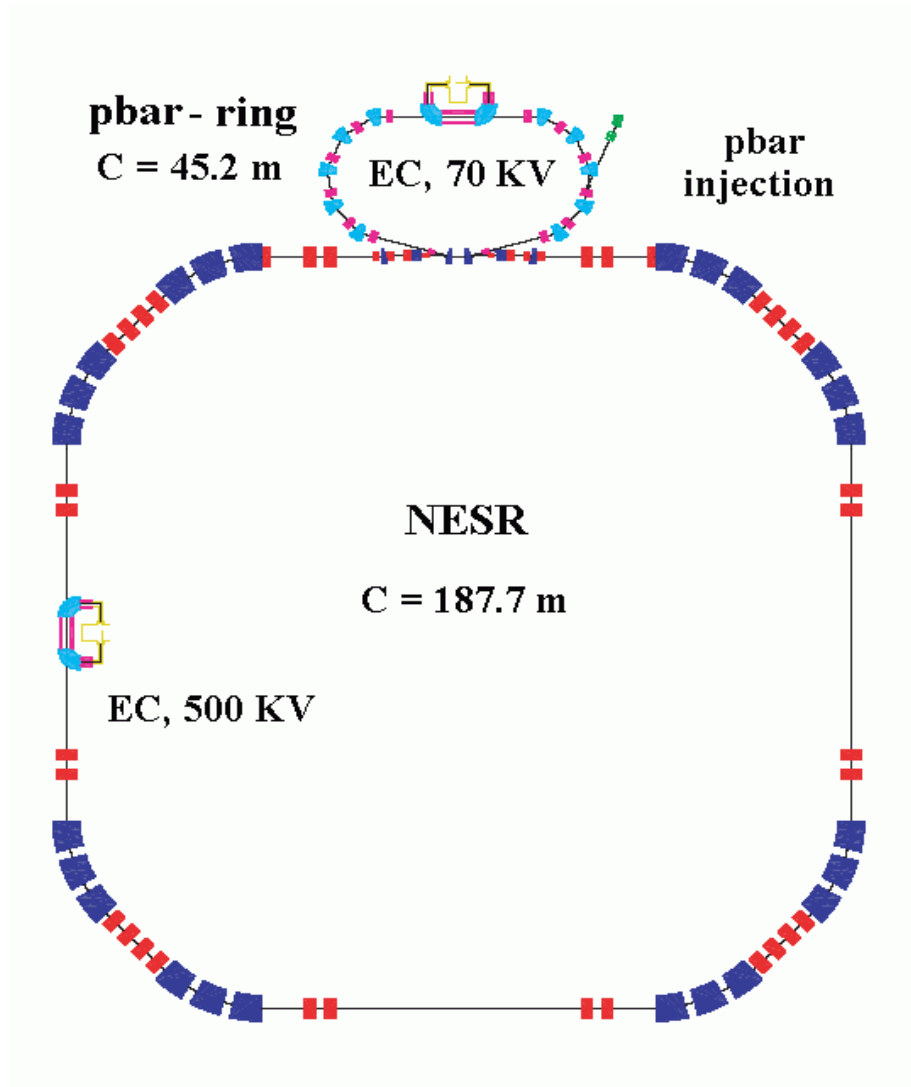 pbar - ring
C = 45.2 m
EC, 70 KV
pbar
injection
NESR
C = 187.7 m
EC, 500 KV